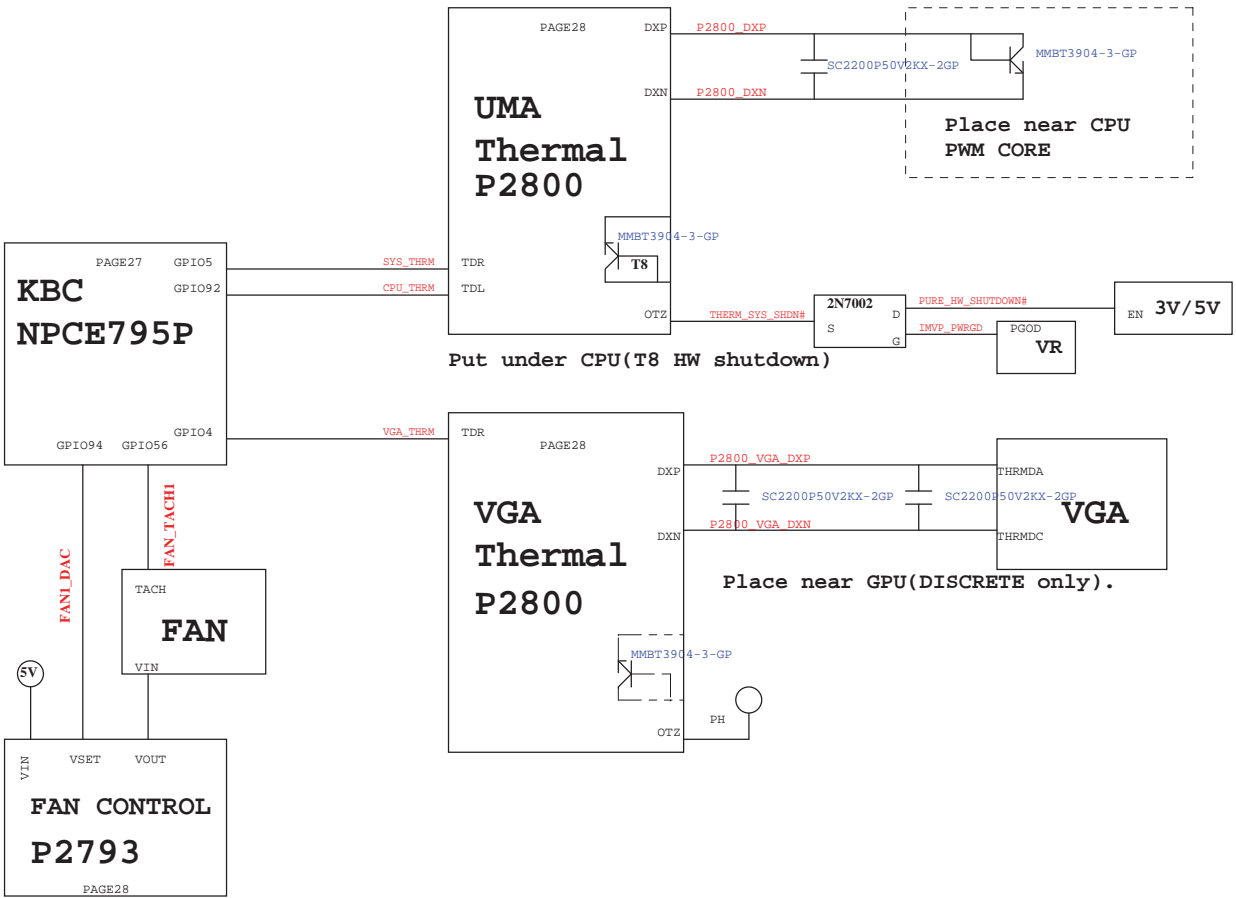 PAGE28
DXP
P2800_DXP
MMBT3904-3-GP
SC2200P50V2KX-2GP
DXN
P2800_DXN
UMA
Thermal
P2800
Place near CPU
PWM CORE
MMBT3904-3-GP
T8
PAGE27
GPIO5
SYS_THRM
TDR
KBC
NPCE795P
GPIO92
CPU_THRM
TDL
OTZ
THERM_SYS_SHDN#
2N7002
S
D
G
PURE_HW_SHUTDOWN#
IMVP_PWRGD
PGOD
VR
EN
3V/5V
Put under CPU(T8 HW shutdown)
GPIO4
VGA_THRM
TDR
GPIO94
GPIO56
PAGE28
DXP
P2800_VGA_DXP
THRMDA
SC2200P50V2KX-2GP
SC2200P50V2KX-2GP
VGA
DXN
P2800_VGA_DXN
THRMDC
VGA
Thermal
P2800
Place near GPU(DISCRETE only).
FAN1_DAC
FAN_TACH1
TACH
FAN
VIN
MMBT3904-3-GP
PH
OTZ
5V
VIN
VSET
VOUT
FAN CONTROL
P2793
PAGE28